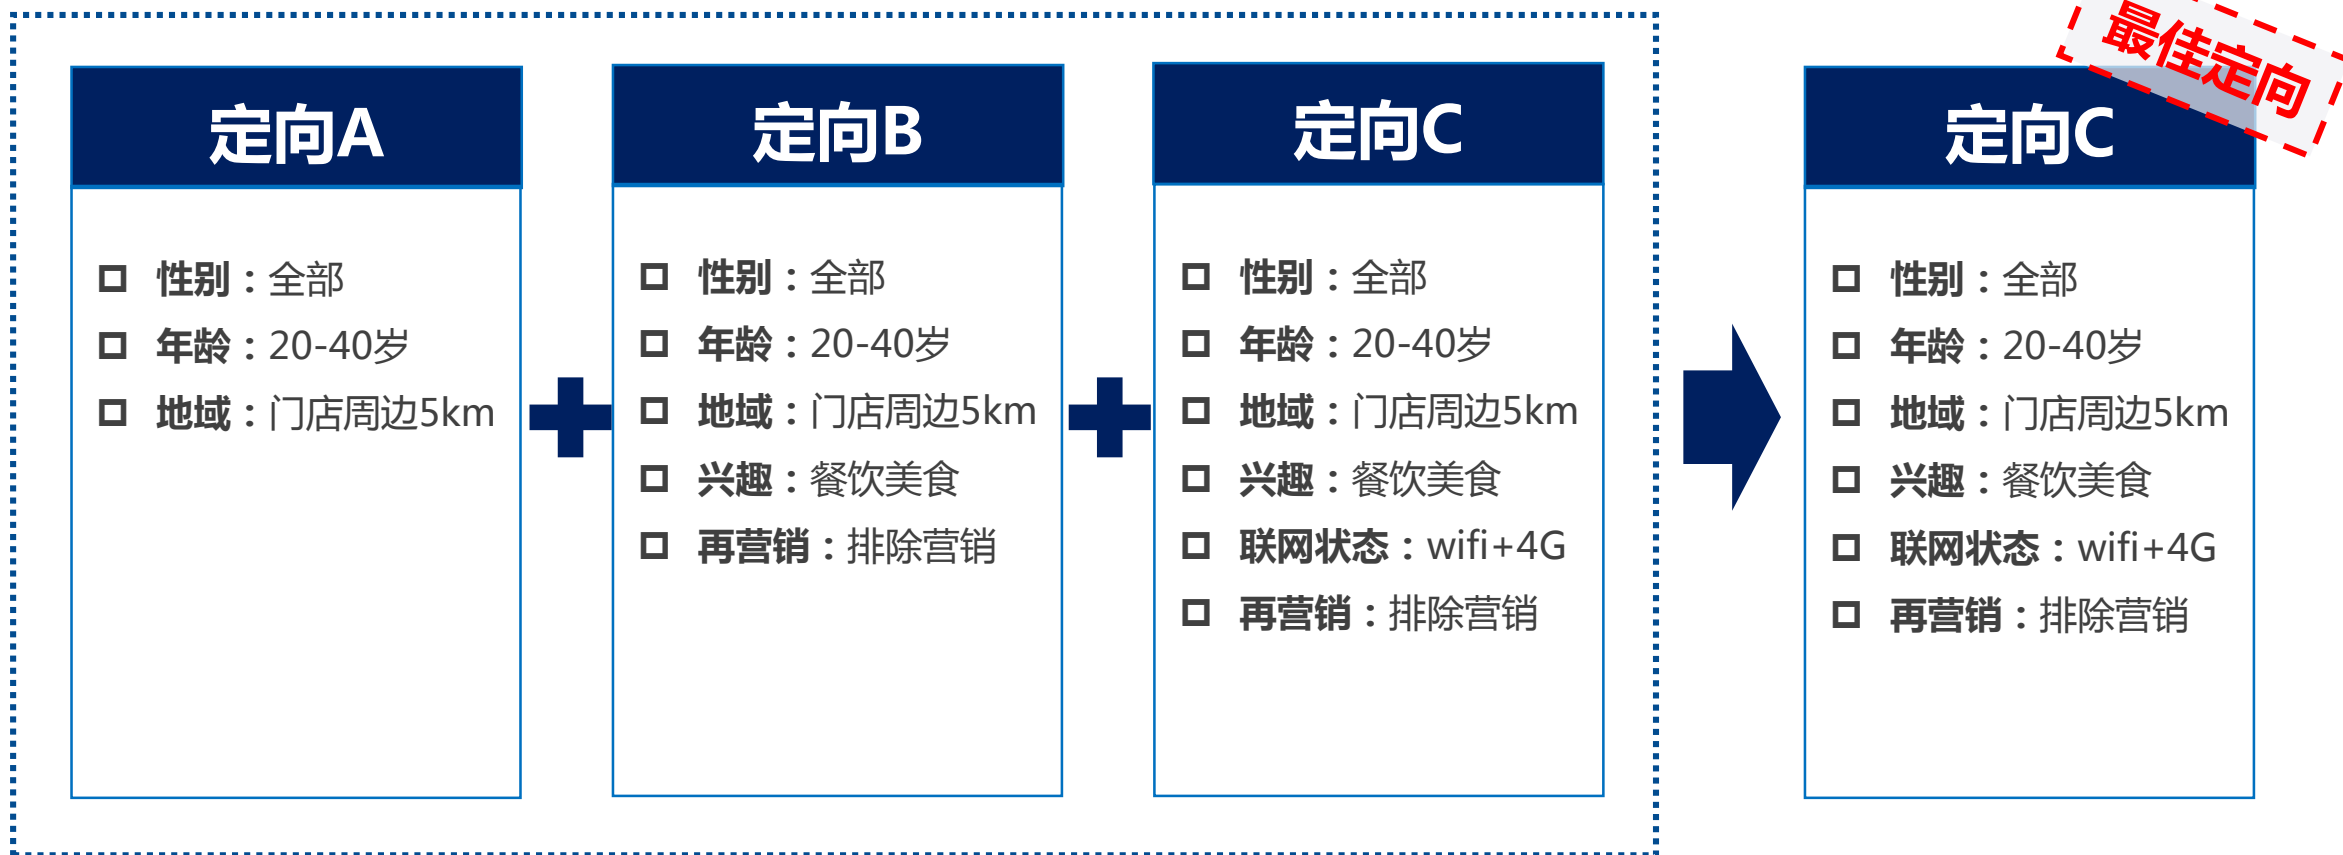 定向A
性别：全部
年龄：20-40岁
地域：门店周边5km
定向B
性别：全部
年龄：20-40岁
地域：门店周边5km
兴趣：餐饮美食
再营销：排除营销
定向C
性别：全部
年龄：20-40岁
地域：门店周边5km
兴趣：餐饮美食
联网状态：wifi+4G
再营销：排除营销
最佳定向
定向C
性别：全部
年龄：20-40岁
地域：门店周边5km
兴趣：餐饮美食
联网状态：wifi+4G
再营销：排除营销